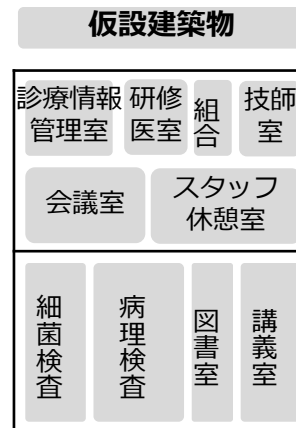 仮設建築物
診療情報
管理室
研修
医室
組
合
技師
室
会議室
スタッフ
休憩室
細菌検査
病理検査
図書室
講義室